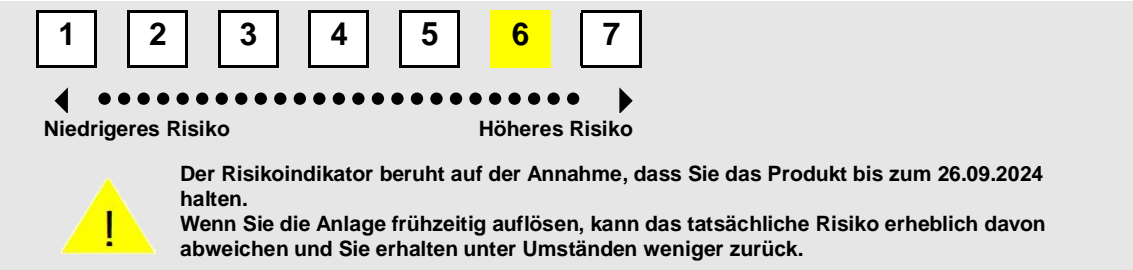 1 2 3 4 5 6 7
Niedrigeres Risiko Höheres Risiko
Der Risikoindikator beruht auf der Annahme, dass Sie das Produkt bis zum 26.09.2024
halten.
Wenn Sie die Anlage frühzeitig auflösen, kann das tatsächliche Risiko erheblich davon
! abweichen und Sie erhalten unter Umständen weniger zurück.